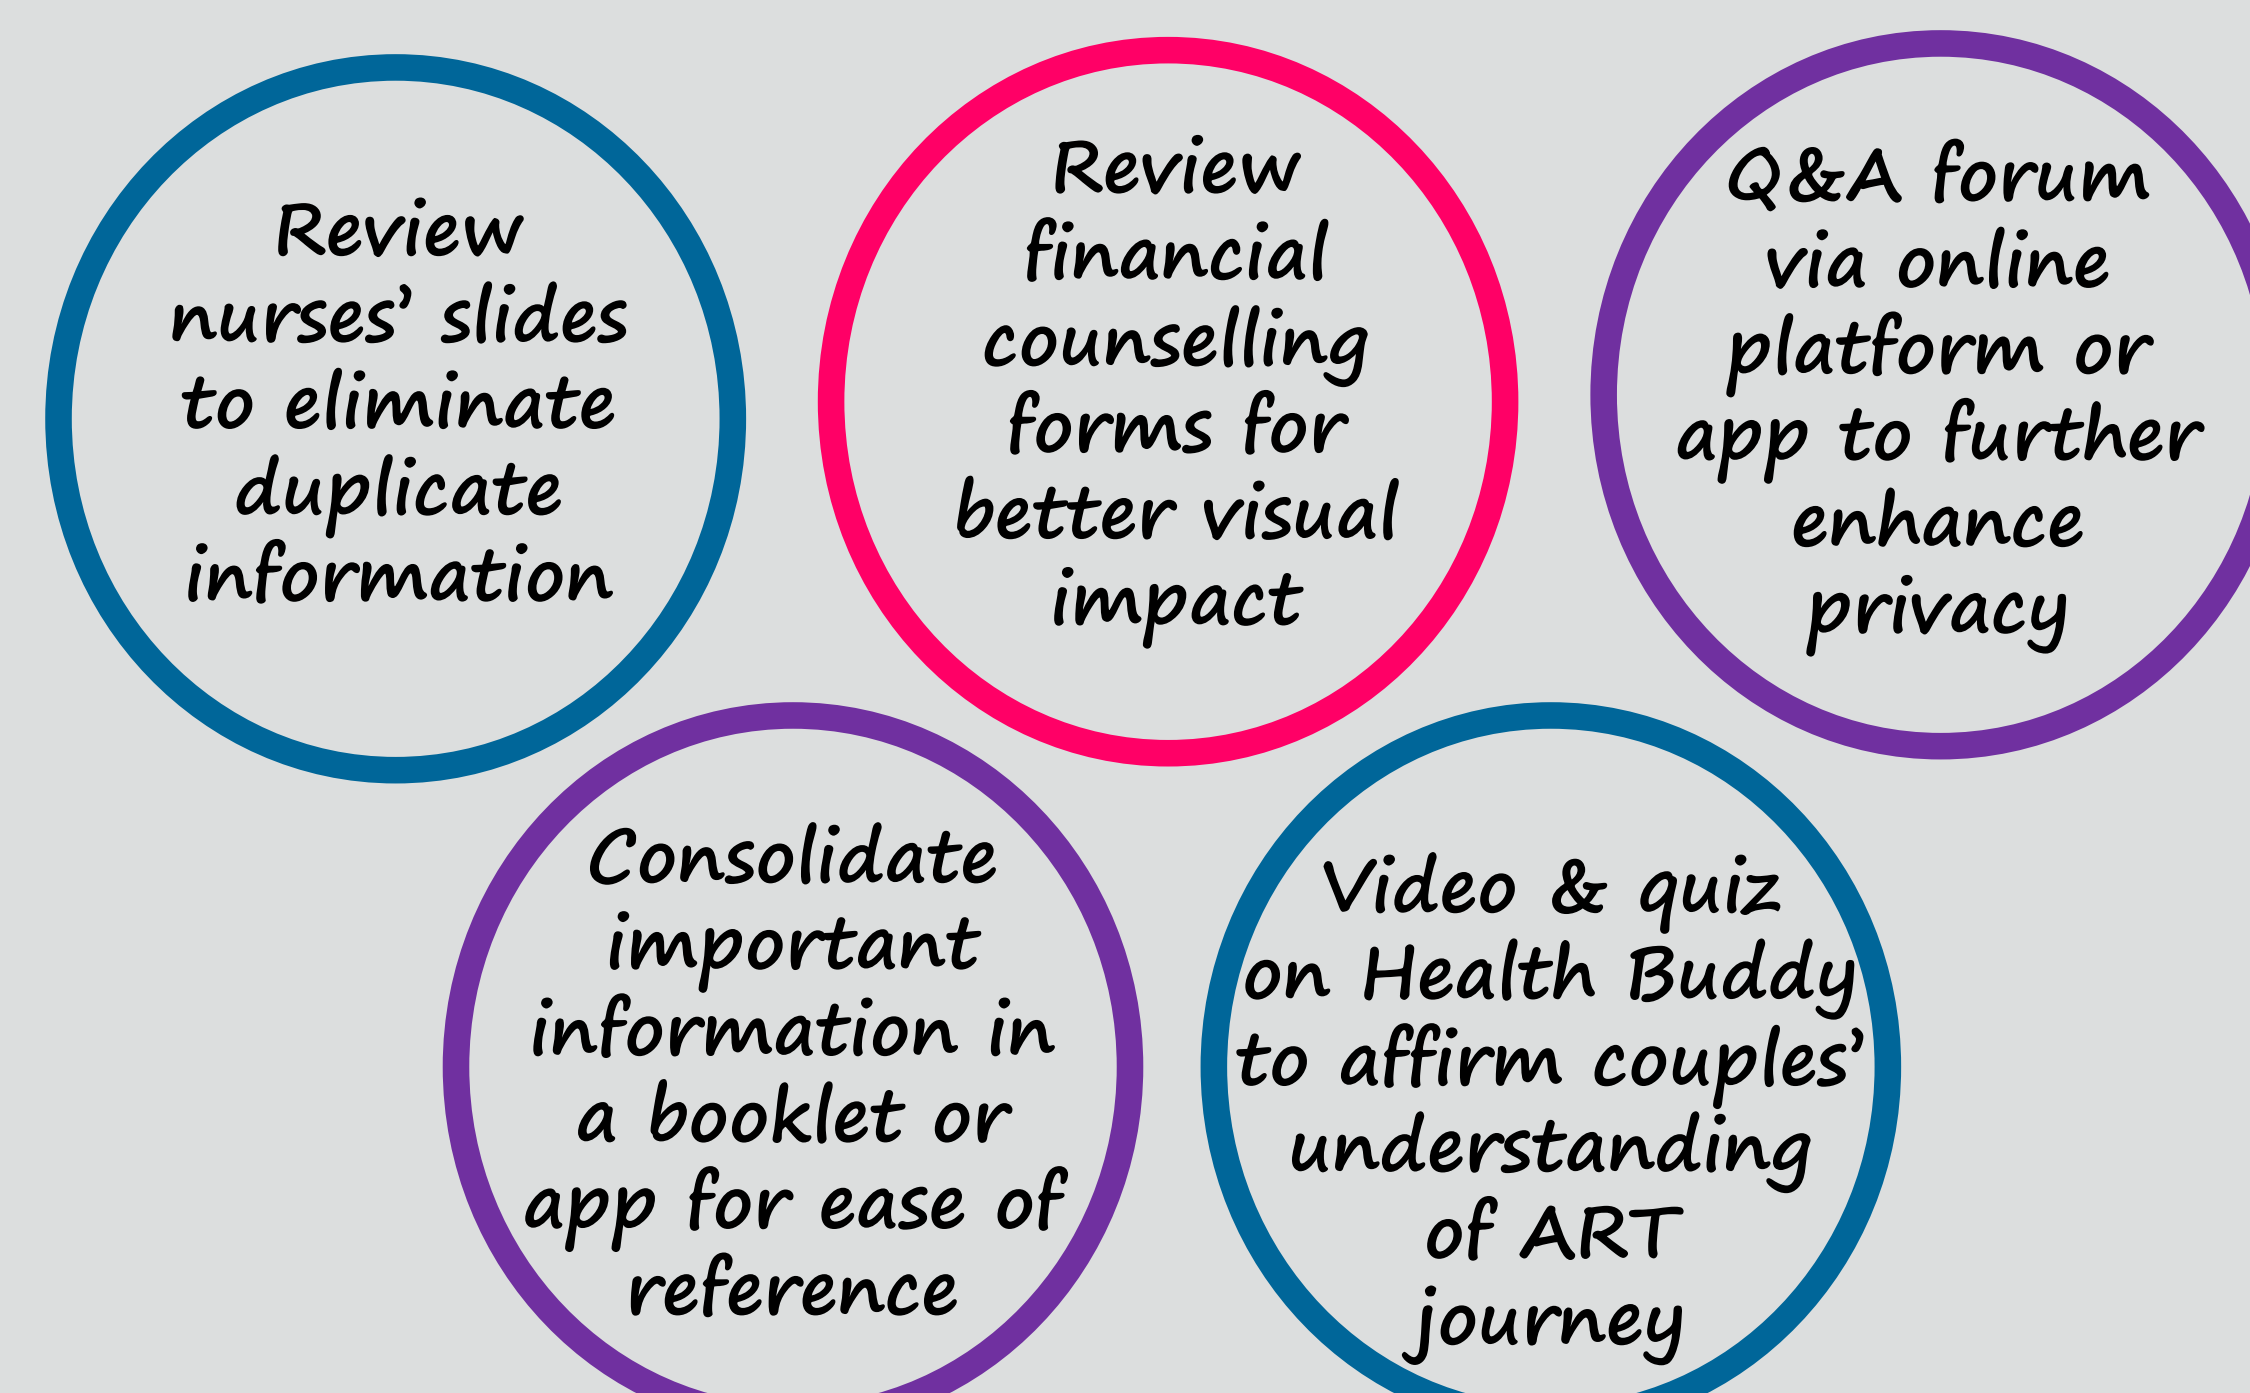 Review
nurses’ slides
to eliminate
duplicate
information
Review
financial
counselling
forms for
better visual
impact
Q&A forum
via online
platform or
app to further
enhance
privacy
Consolidate
important
information in
a booklet or
app for ease of
reference
Video & quiz
on Health Buddy
to affirm couples’
understanding
of ART
journey